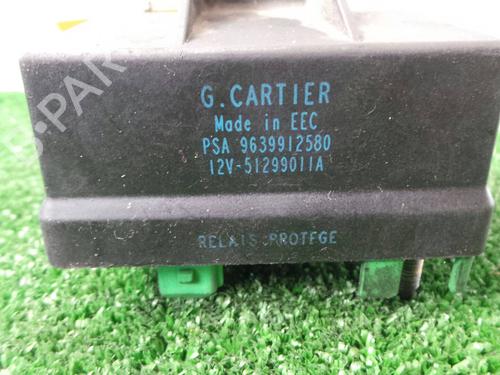 G.CARTIER
Made in EEC
PSA 9639912580
12V-51299011A
RELAIS PROTEGE